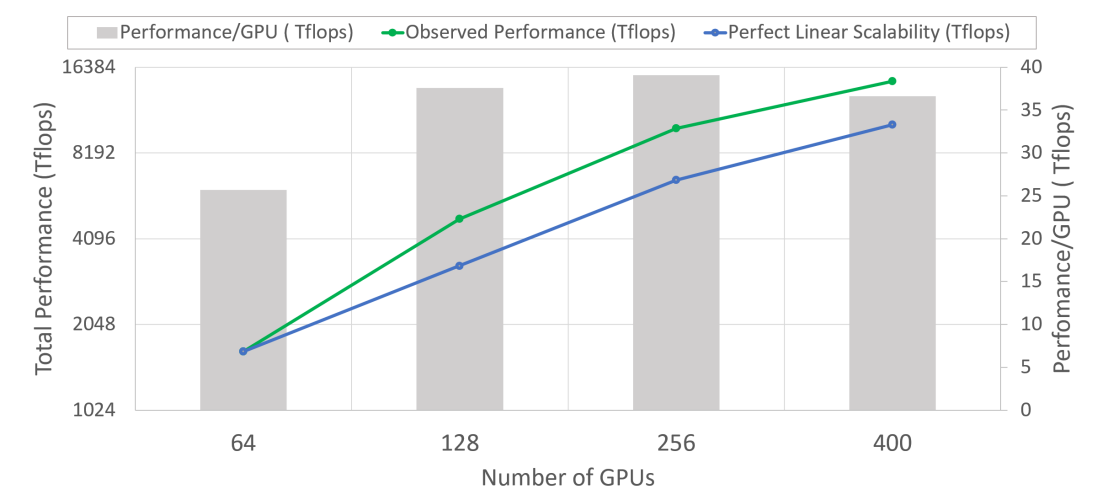 Performance/GPU ( Tflops) Observed Performance (Tflops) Perfect Linear Scalability (Tflops)
Total Performance (Tflops)
16384
8192
4096
2048
1024
40
35
30
25
20
15
10
5
0
Perfomance/GPU ( Tflops)
64 128 256 400
Number of GPUs